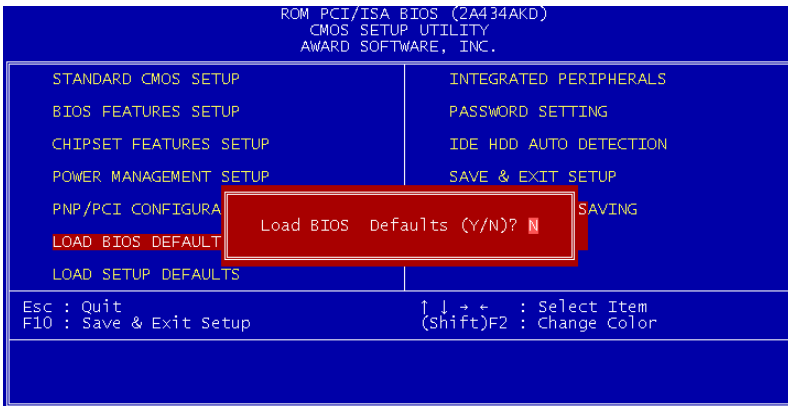 ROM PCI/ISA BIOS (2A434AKD)
CMOS SETUP UTILITY
AWARD SOFTWARE, INC.
STANDARD CMOS SETUP
BIOS FEATURES SETUP
CHIPSET FEATURES SETUP
POWER MANAGEMENT SETUP
PNP/PCI CONFIGURA
LOAD BIOS DEFAULT
LOAD SETUP DEFAULTS
INTEGRATED PERIPHERALS
PASSWORD SETTING
IDE HDD AUTO DETECTION
SAVE & EXIT SETUP
SAVING
Load BIOS  Defaults (Y/N)? N
Esc : Quit
F10 : Save & Exit Setup
↑ ↓ → ← : Select Item
(Shift)F2 : Change Color